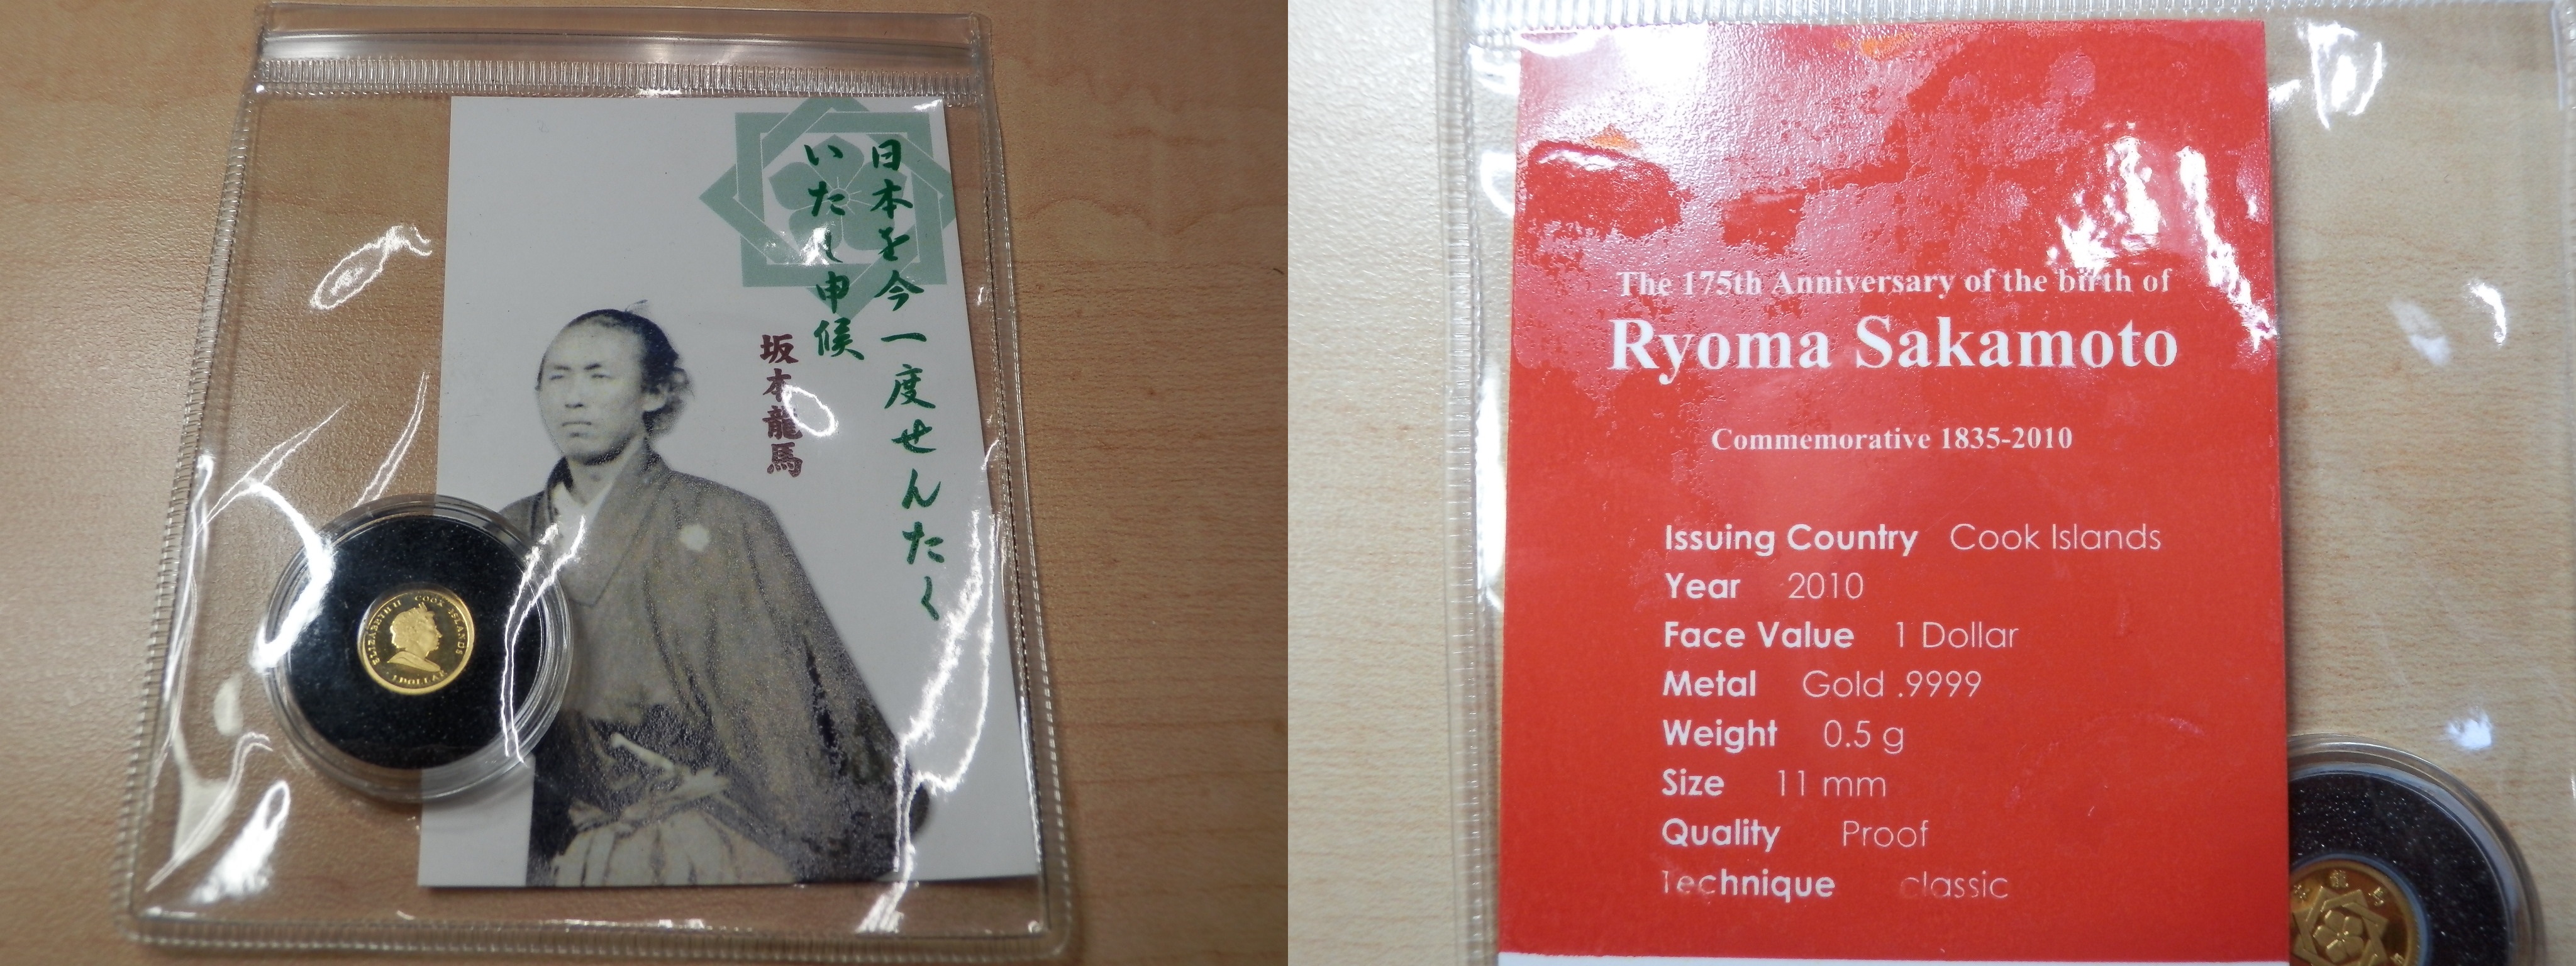 日本を今一度せんたく
いたし申候
坂本龍馬
ELIZABETH II COOK ISLANDS
1 DOLLAR
The 175th Anniversary of the birth of
Ryoma Sakamoto
Commemorative 1835-2010
Issuing Country Cook Islands
Year 2010
Face Value 1 Dollar
Metal Gold .9999
Weight 0.5 g
Size 11 mm
Quality Proof
Technique classic